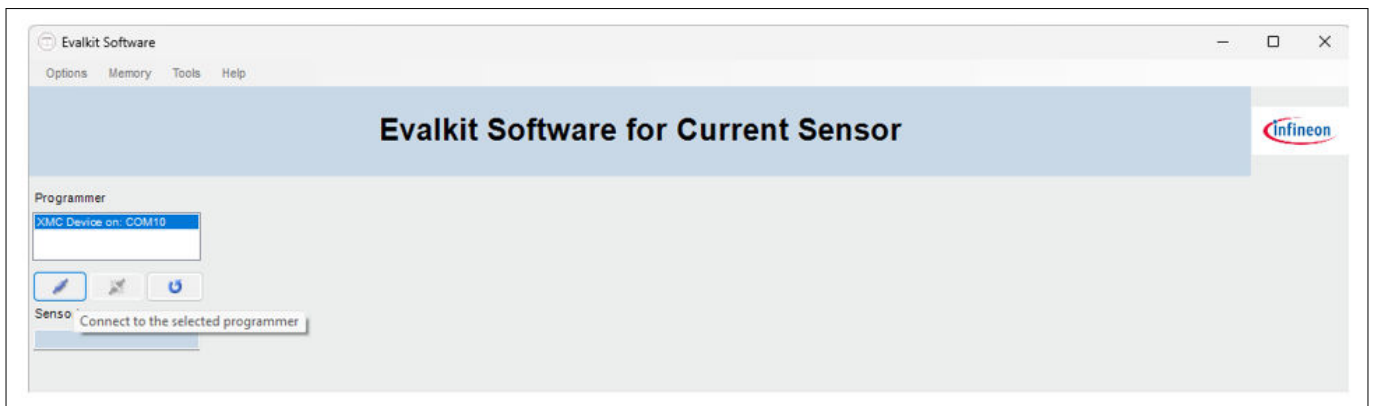 Evalkit Software
Options Memory Tools Help
Evalkit Software for Current Sensor
infineon
Programmer
XMC Device on: COM10
Senso
Connect to the selected programmer